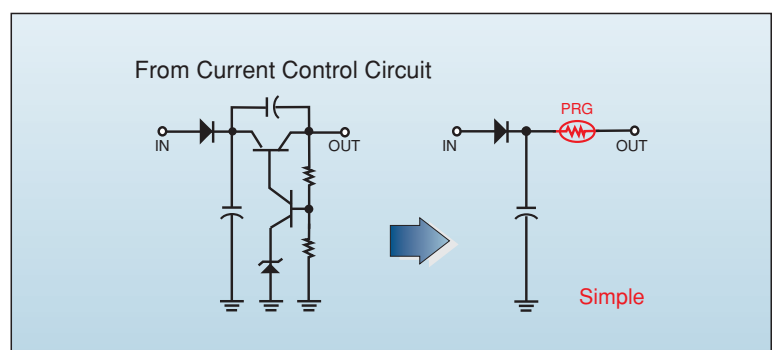 From Current Control Circuit
IN
OUT
PRG
IN
OUT
Simple